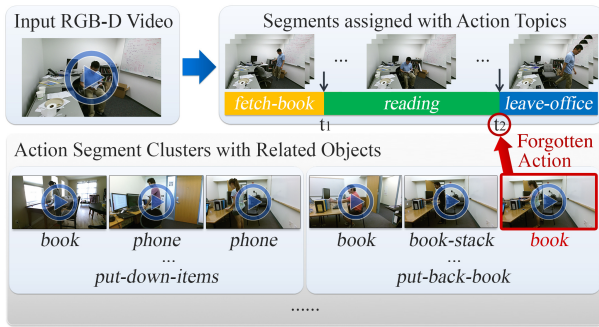 Input RGB-D Video
Segments assigned with Action Topics
... ...
fetch-book reading leave-office
t1 t2
Forgotten
Action
Action Segment Clusters with Related Objects
book phone phone
...
put-down-items
book book-stack book
...
put-back-book
......